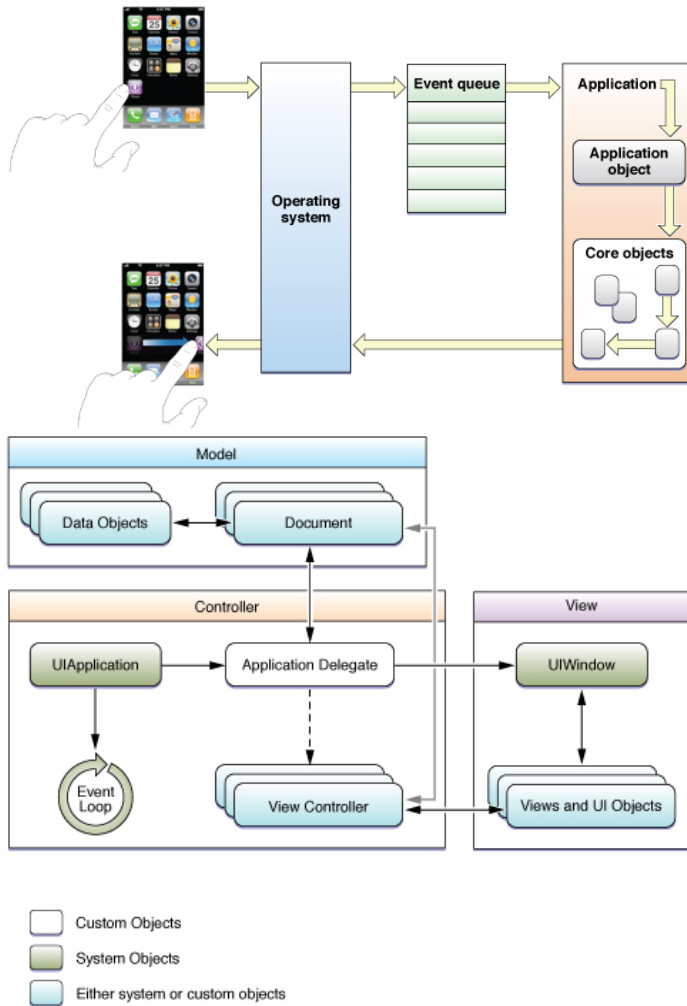 Event queue
Application
Application
object
Operating
system
Core objects
Model
Data Objects
Document
Controller
View
UIApplication
Application Delegate
UIWindow
Event
Loop
View Controller
Views and UI Objects
Custom Objects
System Objects
Either system or custom objects